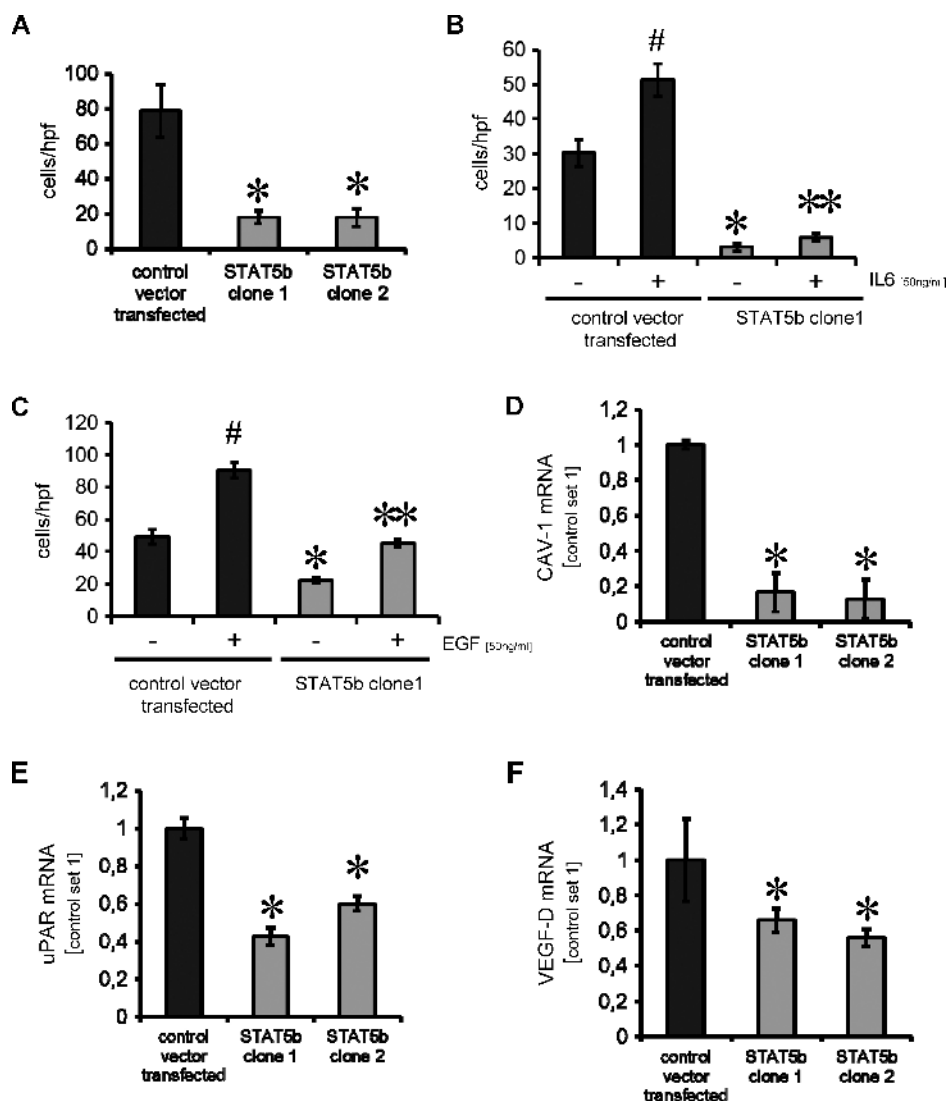 A
100
80
60
40
20
0
cells/hpf
*
*
control
vector
transfected
STAT5b
clone 1
STAT5b
clone 2
B
60
50
40
30
20
10
0
cells/hpf
#
*
**
-
+
-
+
IL6 [50ng/ml]
control vector
transfected
STAT5b clone1
C
120
100
80
60
40
20
0
cells/hpf
#
*
**
-
+
-
+
EGF [50ng/ml]
control vector
transfected
STAT5b clone1
D
1,2
1
0,8
0,6
0,4
0,2
0
CAV-1 mRNA
[control set 1]
*
*
control
vector
transfected
STAT5b
clone 1
STAT5b
clone 2
E
1,2
1
0,8
0,6
0,4
0,2
0
uPAR mRNA
[control set 1]
*
*
control
vector
transfected
STAT5b
clone 1
STAT5b
clone 2
F
1,4
1,2
1
0,8
0,6
0,4
0,2
0
VEGF-D mRNA
[control set 1]
*
*
control
vector
transfected
STAT5b
clone 1
STAT5b
clone 2